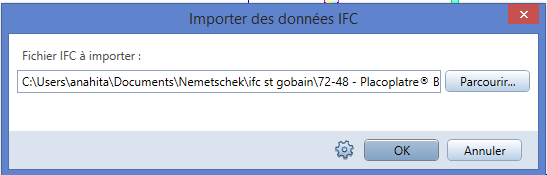 Importer des données IFC
Fichier IFC à importer :
C:\Users\anahita\Documents\Nemetschek\ifc st gobain\72-48 - Placoplatre® B
Parcourir...
OK
Annuler